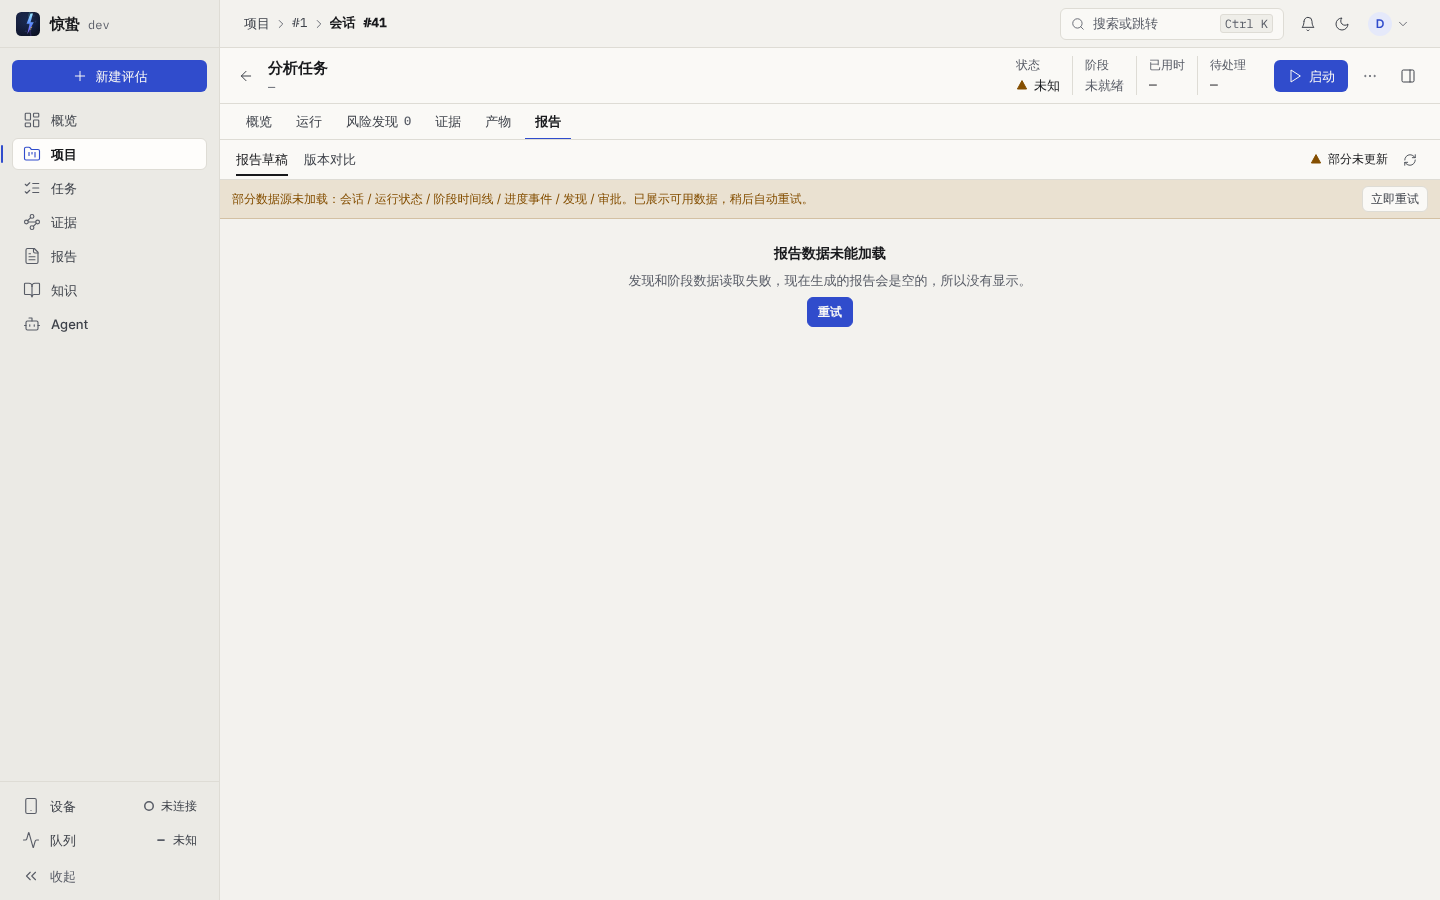 惊蛰 dev
项目 > #1 > 会话 #41
搜索或跳转 Ctrl K
D
新建评估
概览
项目
任务
证据
报告
知识
Agent
设备 未连接
队列 — 未知
收起
分析任务
—
状态 未知
阶段 未就绪
已用时 —
待处理 —
启动
概览 运行 风险发现 0 证据 产物 报告
报告草稿 版本对比
部分未更新
部分数据源未加载：会话 / 运行状态 / 阶段时间线 / 进度事件 / 发现 / 审批。已展示可用数据，稍后自动重试。
立即重试
报告数据未能加载
发现和阶段数据读取失败，现在生成的报告会是空的，所以没有显示。
重试